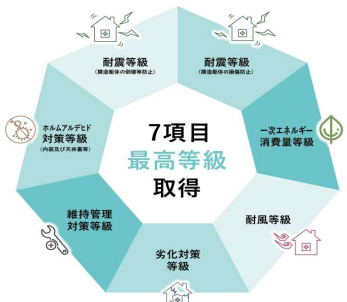 耐震等級
(構造躯体の倒壊等防止)
耐震等級
(構造躯体の損傷防止)
ホルムアルデヒド
対策等級
(内装及び天井裏等)
7項目
最高等級
取得
一次エネルギー
消費量等級
維持管理
対策等級
耐風等級
劣化対策
等級